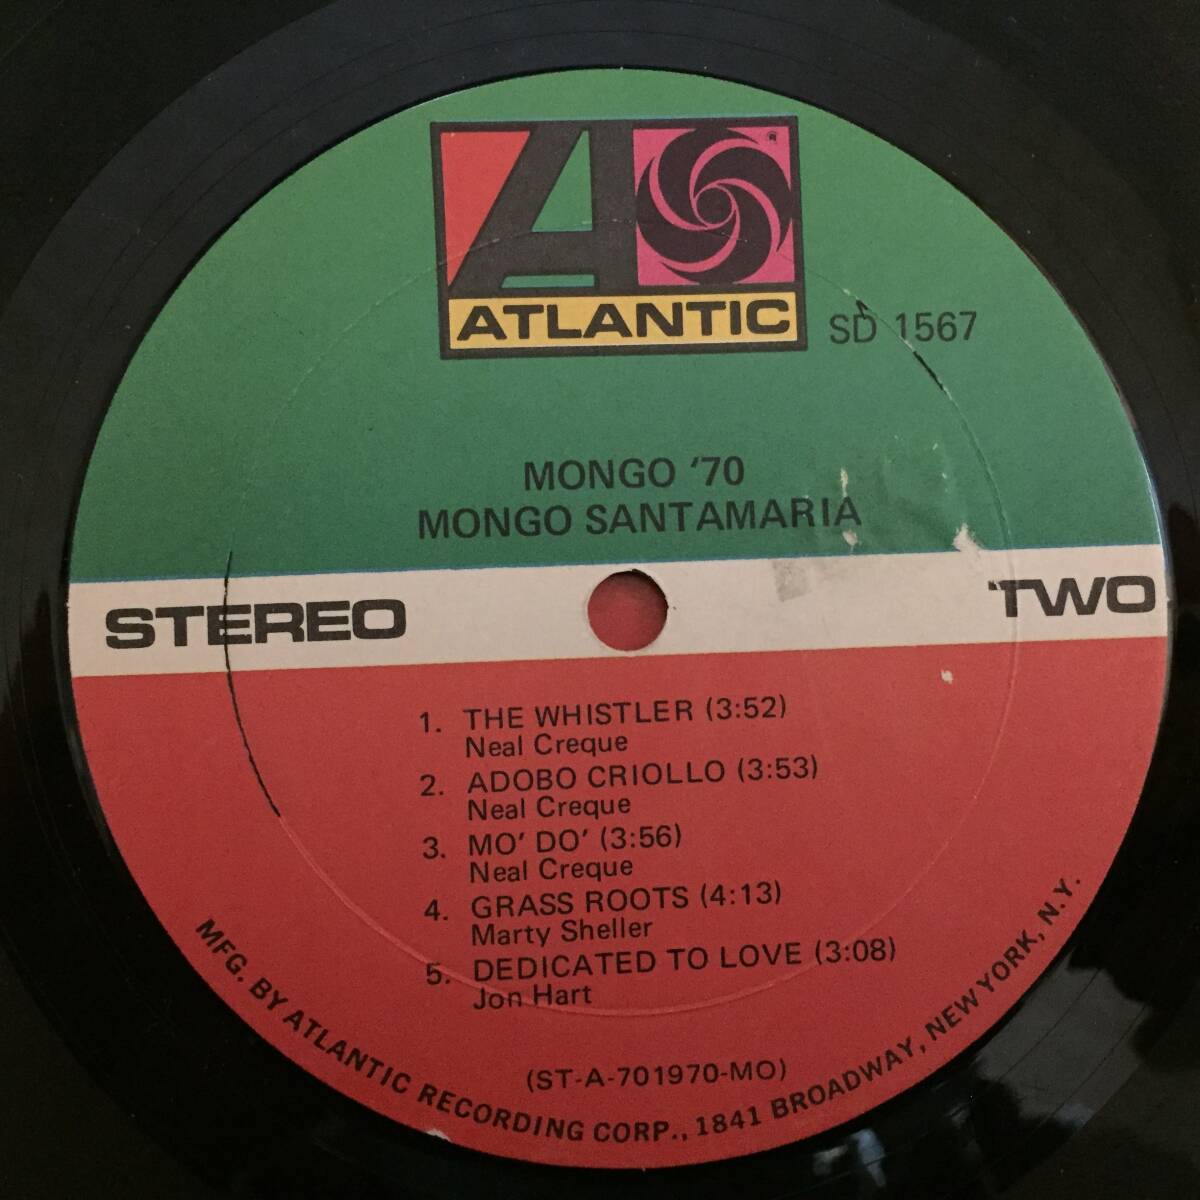 ATLANTIC
®
SD 1567
MONGO '70
MONGO SANTAMARIA
STEREO
TWO
1. THE WHISTLER (3:52)
Neal Creque
2. ADOBO CRIOLLO (3:53)
Neal Creque
3. MO' DO' (3:56)
Neal Creque
4. GRASS ROOTS (4:13)
Marty Sheller
5. DEDICATED TO LOVE (3:08)
Jon Hart
(ST-A-701970-MO)
MFG. BY ATLANTIC RECORDING CORP., 1841 BROADWAY, NEW YORK, N.Y.